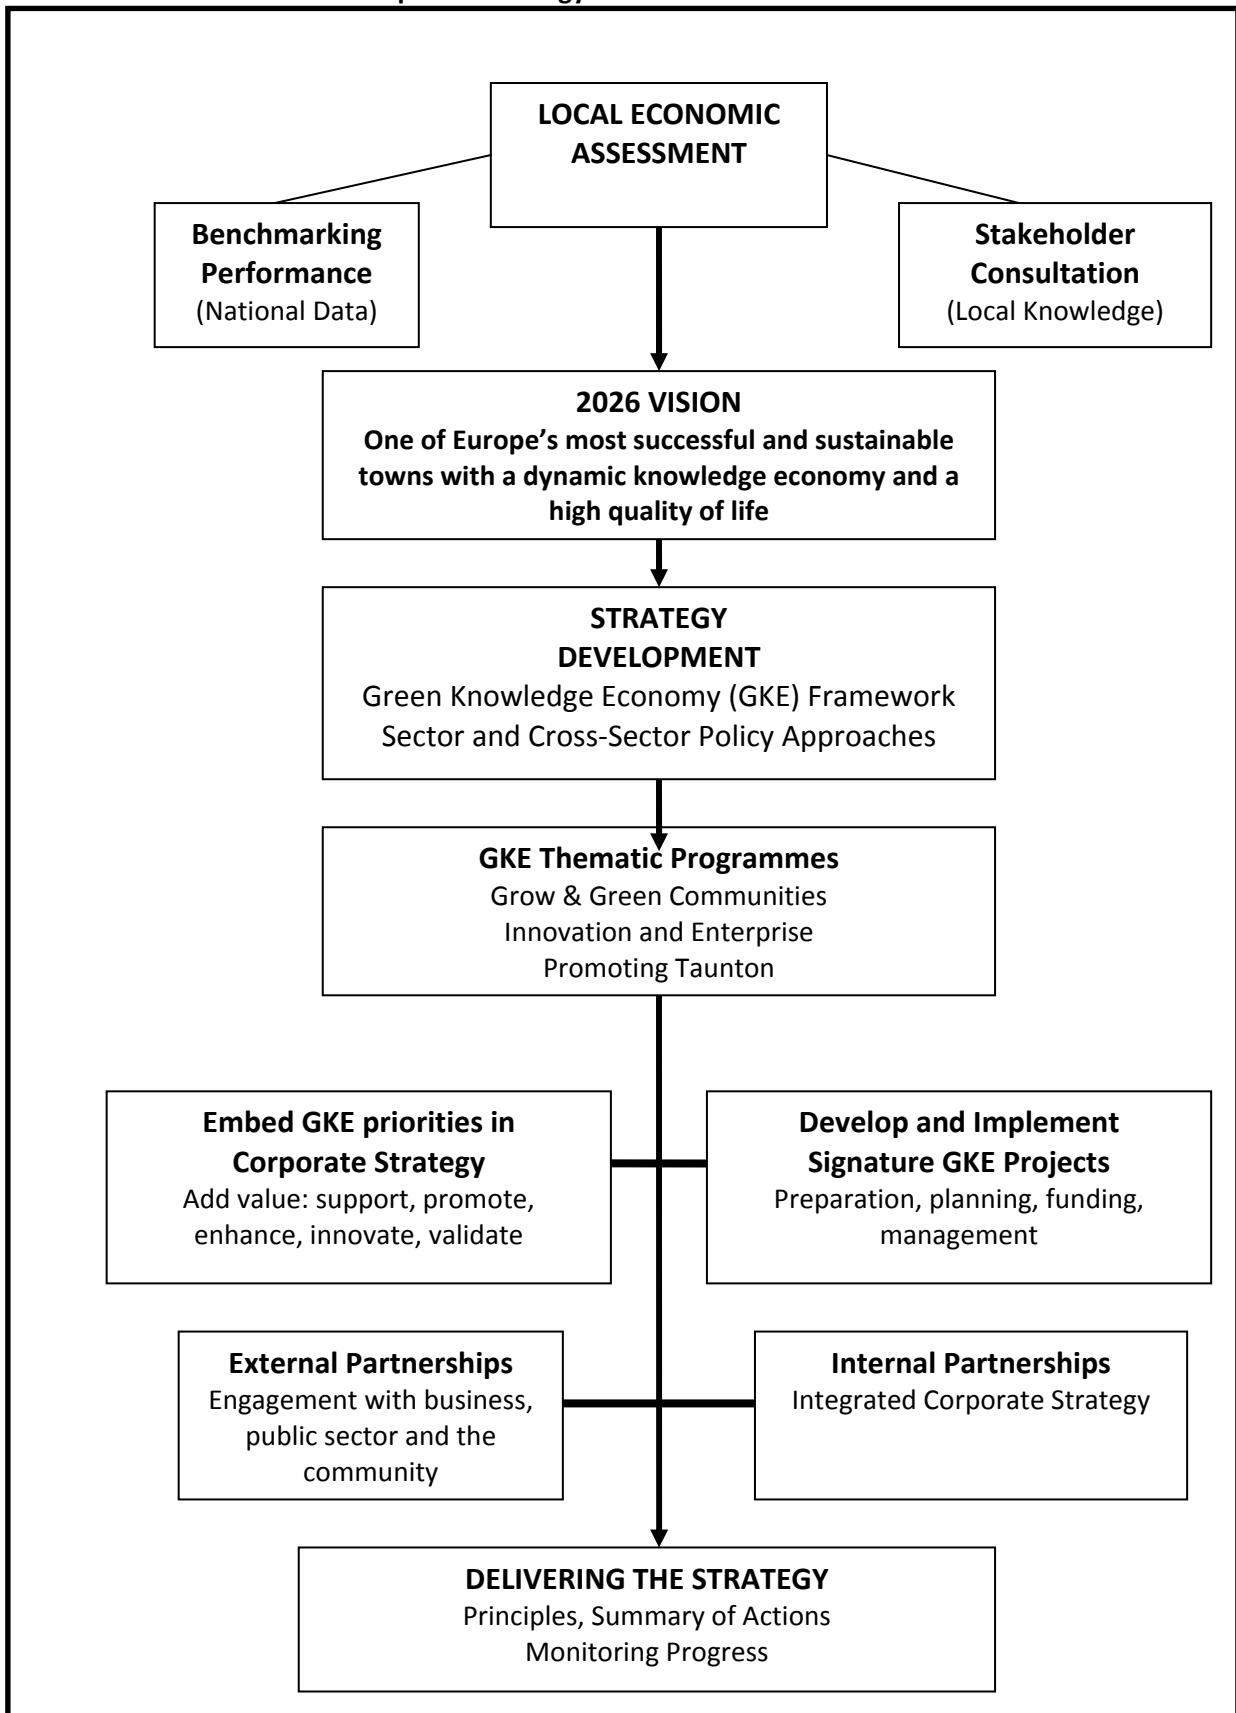 LOCAL ECONOMIC
ASSESSMENT
Benchmarking
Performance
(National Data)
Stakeholder
Consultation
(Local Knowledge)
2026 VISION
One of Europe’s most successful and sustainable
towns with a dynamic knowledge economy and a
high quality of life
STRATEGY
DEVELOPMENT
Green Knowledge Economy (GKE) Framework
Sector and Cross-Sector Policy Approaches
GKE Thematic Programmes
Grow & Green Communities
Innovation and Enterprise
Promoting Taunton
Embed GKE priorities in
Corporate Strategy
Add value: support, promote,
enhance, innovate, validate
Develop and Implement
Signature GKE Projects
Preparation, planning, funding,
management
External Partnerships
Engagement with business,
public sector and the
community
Internal Partnerships
Integrated Corporate Strategy
DELIVERING THE STRATEGY
Principles, Summary of Actions
Monitoring Progress